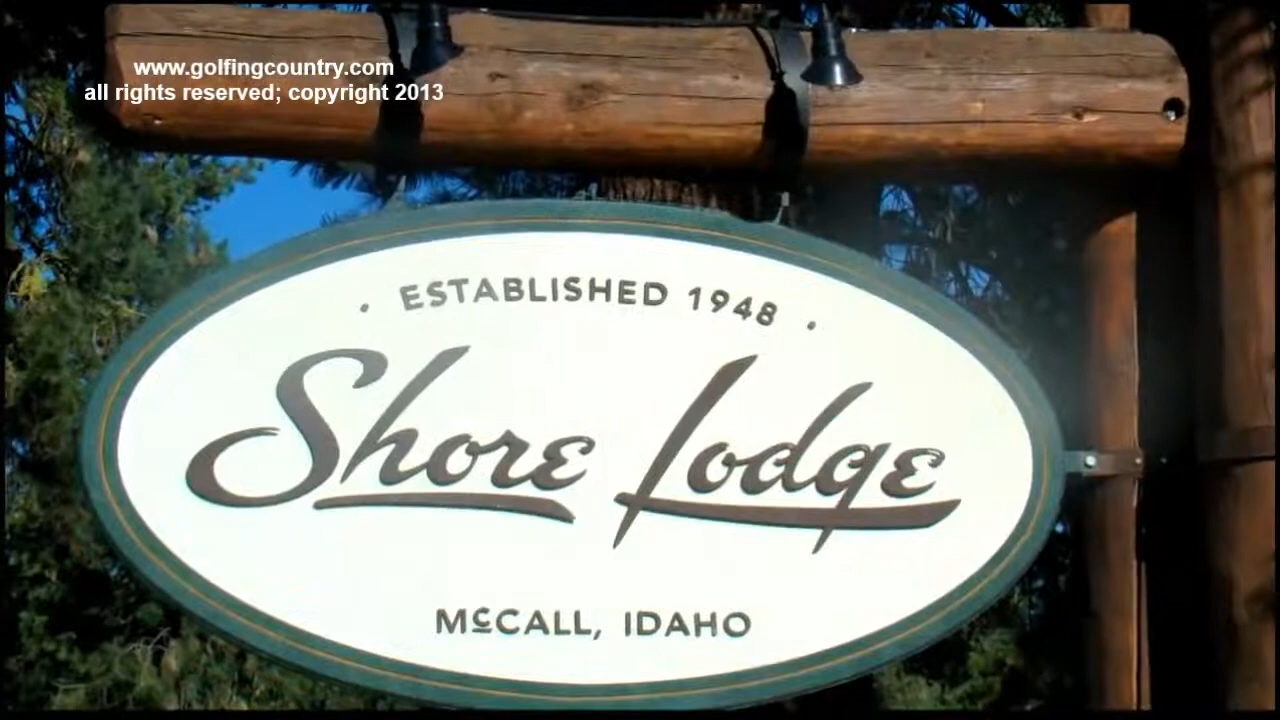 www.golfingcountry.com
all rights reserved; copyright 2013
· ESTABLISHED 1948 ·
Shore Lodge
McCALL, IDAHO